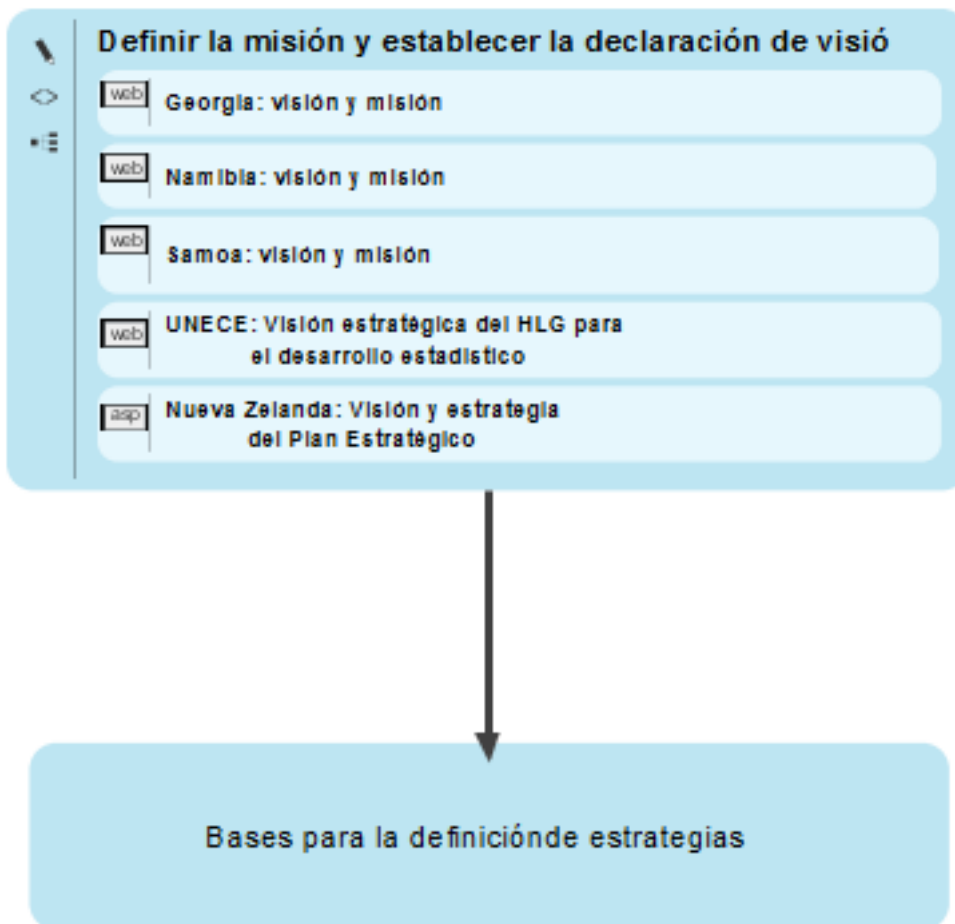 Definir la misión y establecer la declaración de visió
web
Georgia: visión y misión
web
Namibia: visión y misión
web
Samoa: visión y misión
web
UNECE: Visión estratégica del HLG para
el desarrollo estadístico
asp
Nueva Zelanda: Visión y estrategia
del Plan Estratégico
Bases para la definiciónde estrategias